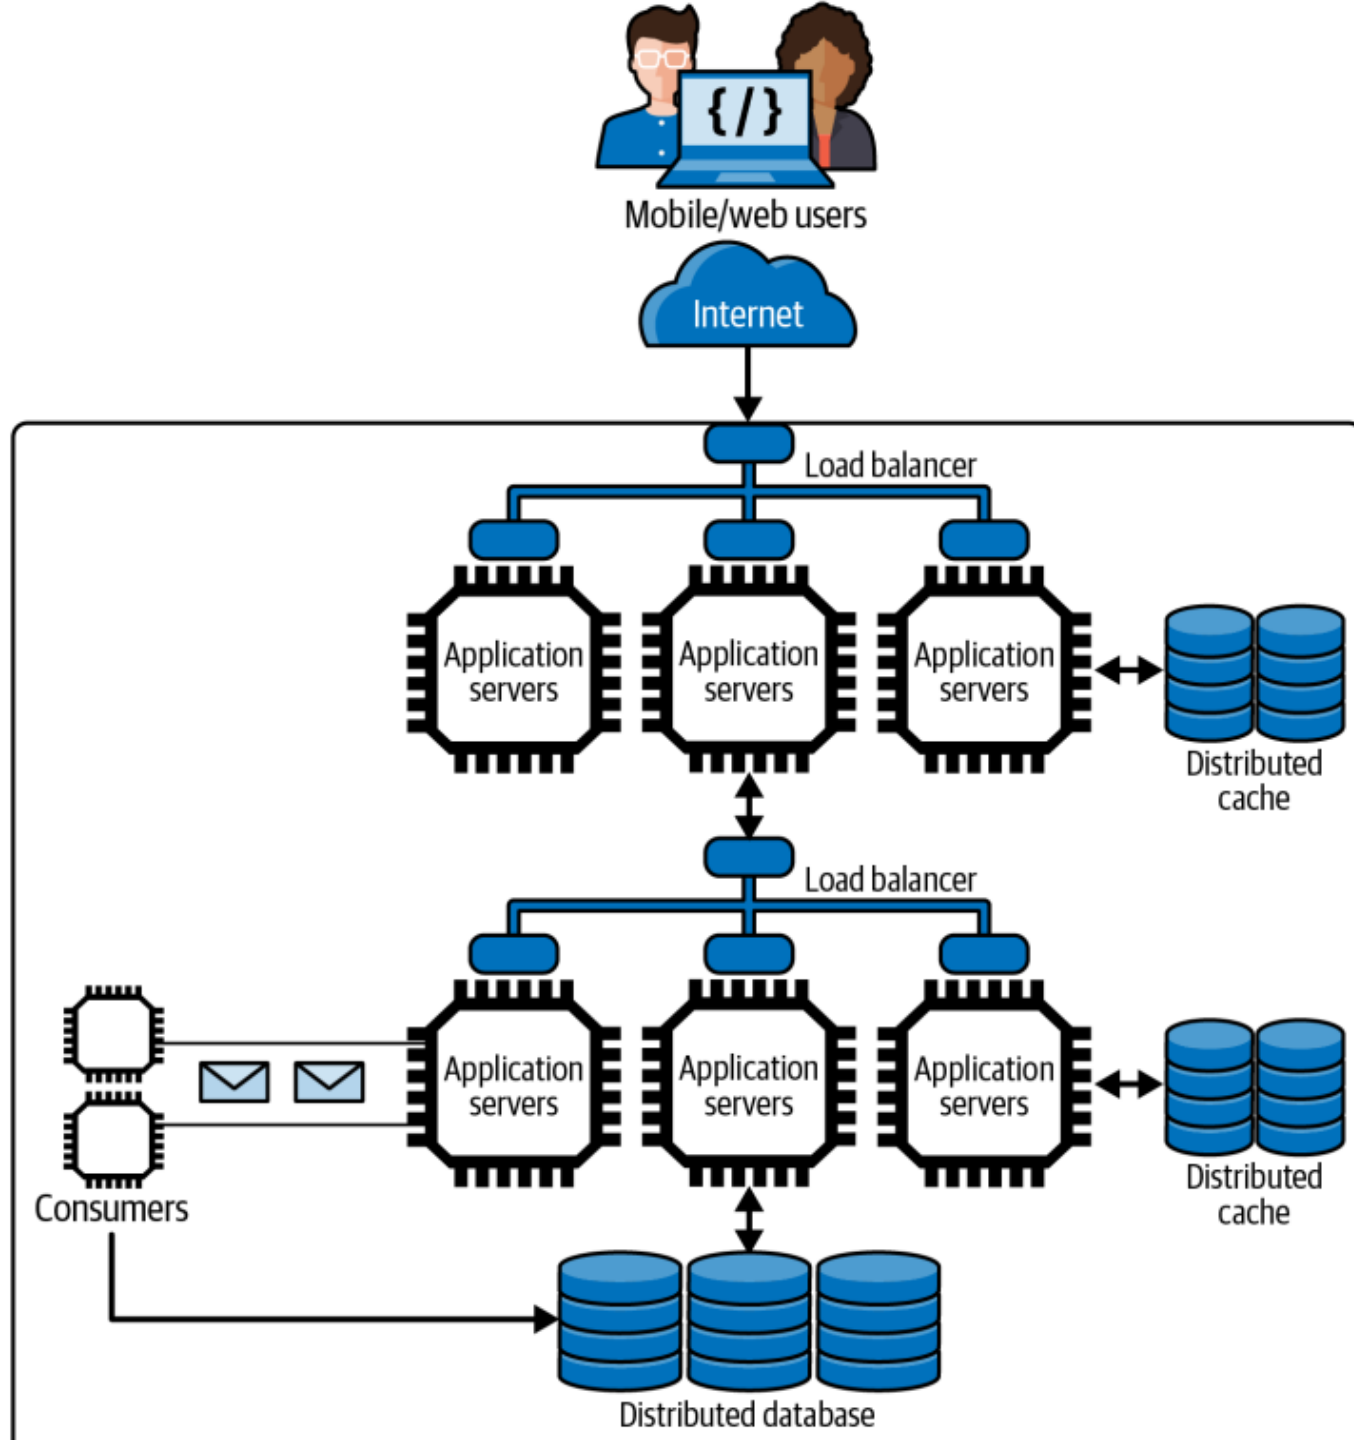 {/}
Mobile/web users
Internet
Load balancer
Application
servers
Application
servers
Application
servers
Distributed
cache
Load balancer
Application
servers
Application
servers
Application
servers
Distributed
cache
Consumers
Distributed database